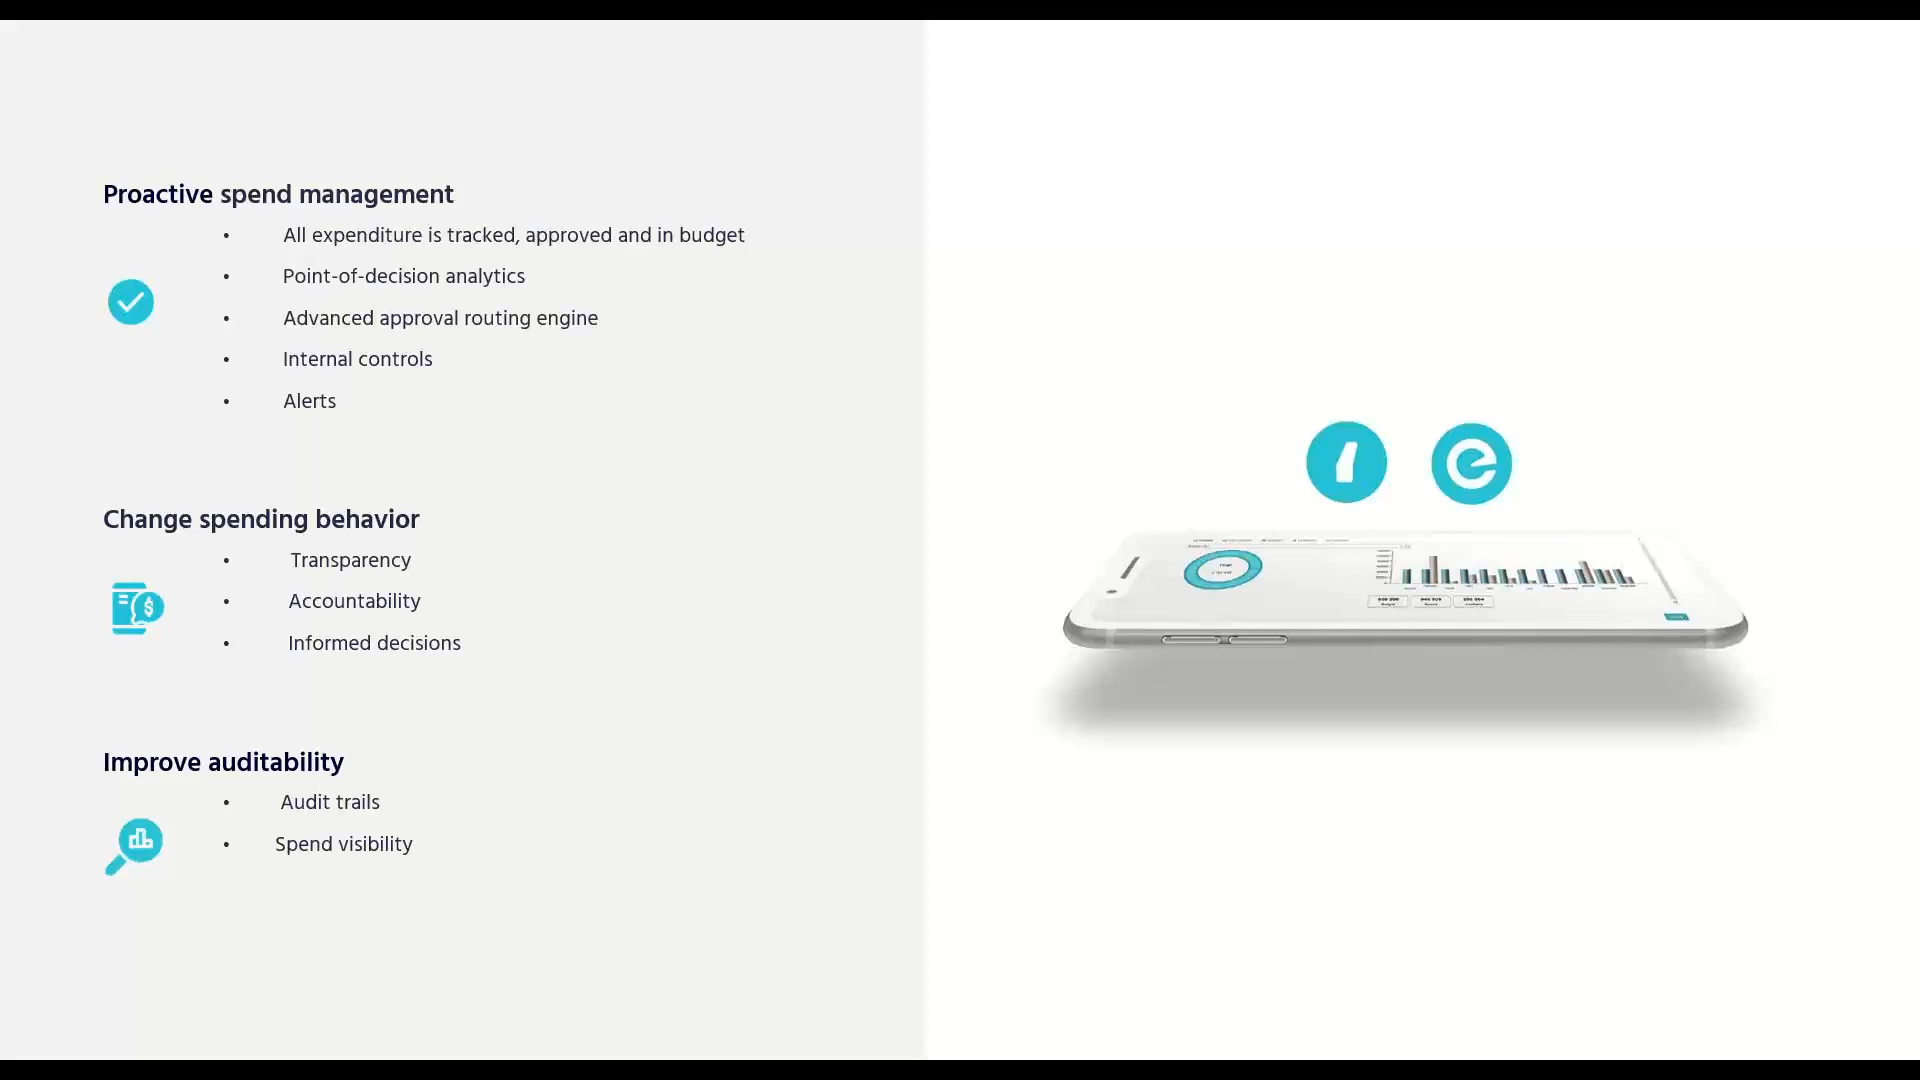 Proactive spend management
• All expenditure is tracked, approved and in budget
• Point-of-decision analytics
• Advanced approval routing engine
• Internal controls
• Alerts
Change spending behavior
• Transparency
• Accountability
• Informed decisions
Improve auditability
• Audit trails
• Spend visibility